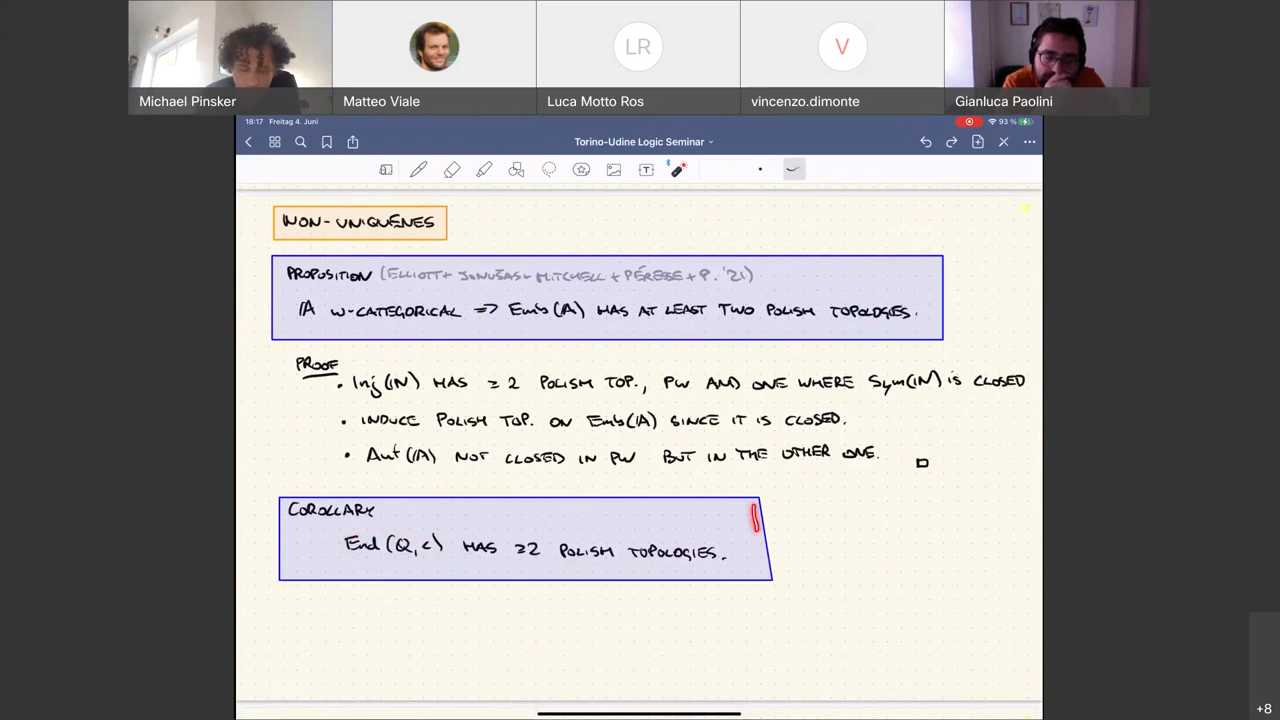 LR
V
Michael Pinsker
Matteo Viale
Luca Motto Ros
vincenzo.dimonte
Gianluca Paolini
18:17 Freitag 4. Juni
93 %
Torino-Udine Logic Seminar
T
NON-UNIQUENES
PROPOSITION (ELLIOTT+ JONUŠAS+ MITCHELL + PÉRESSE + P. '21)
𝔸 ω-CATEGORICAL ⇒ Emb(𝔸) HAS AT LEAST TWO POLISH TOPOLOGIES.
PROOF
• Inj(ℕ) HAS ≥ 2 POLISH TOP., PW AND ONE WHERE Sym(ℕ) IS CLOSED
• INDUCE POLISH TOP. ON Emb(𝔸) SINCE IT IS CLOSED.
• Aut(𝔸) NOT CLOSED IN PW BUT IN THE OTHER ONE. □
COROLLARY
End(Q,<) HAS ≥2 POLISH TOPOLOGIES.
+8